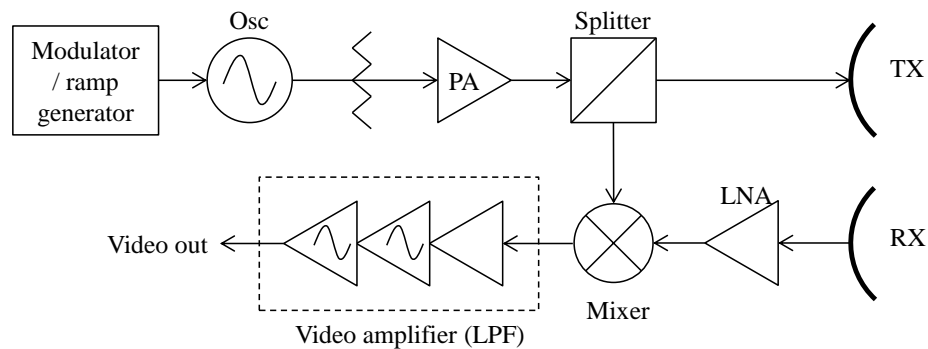 Osc
Splitter
Modulator
/ ramp
generator
PA
TX
LNA
Video out
RX
Mixer
Video amplifier (LPF)